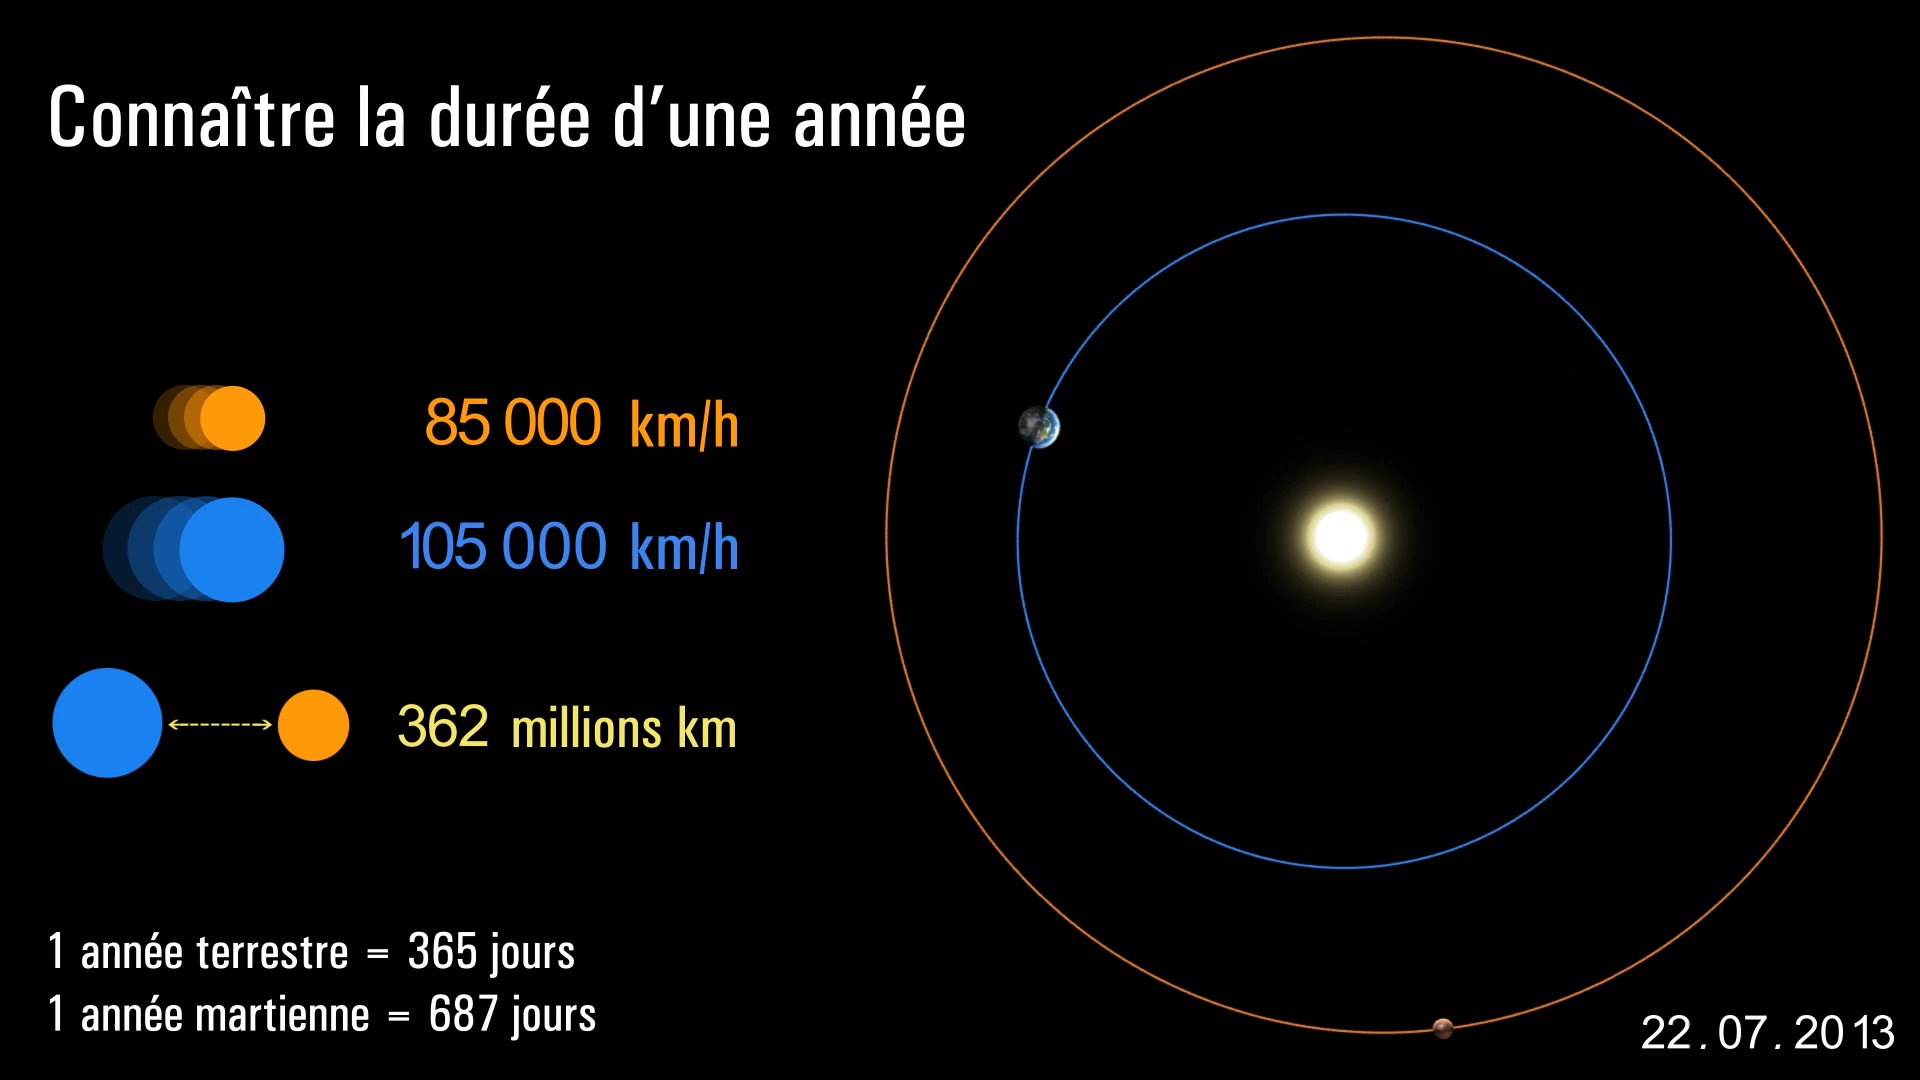 Connaître la durée d’une année
85 000 km/h
105 000 km/h
362 millions km
1 année terrestre = 365 jours
1 année martienne = 687 jours
22.07.2013